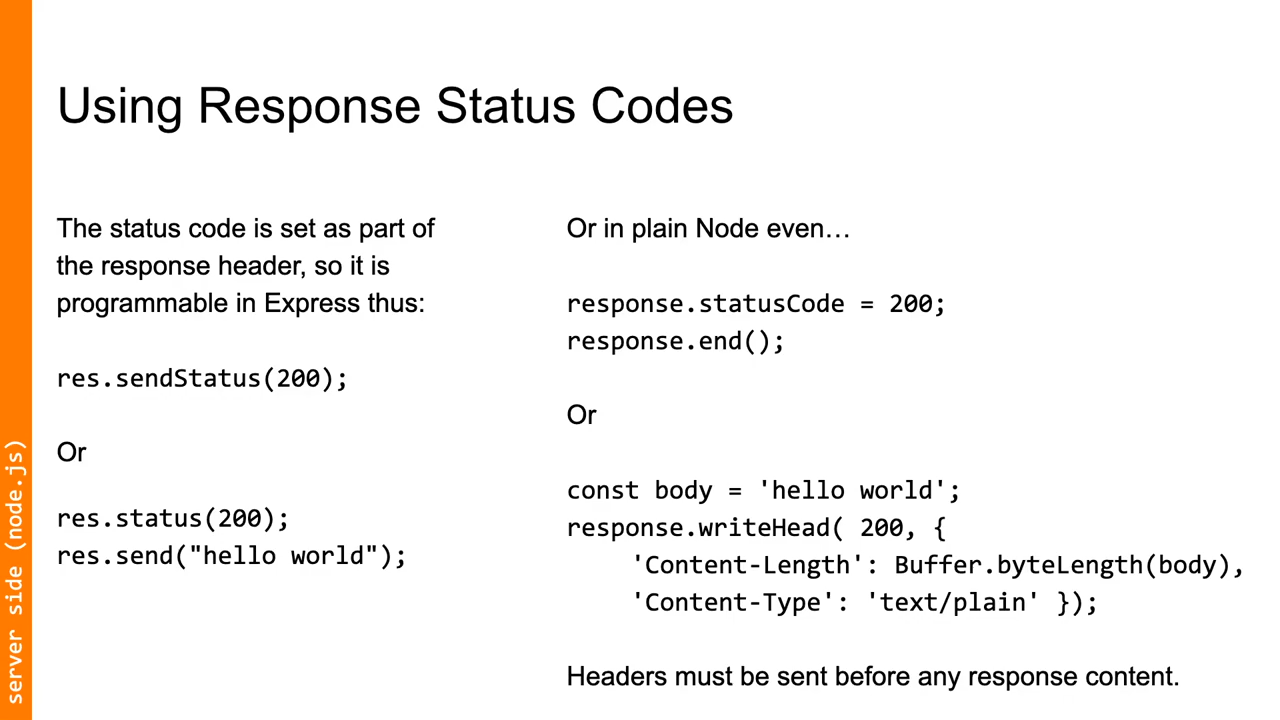 Using Response Status Codes
The status code is set as part of
the response header, so it is
programmable in Express thus:
res.sendStatus(200);
Or
res.status(200);
res.send("hello world");
Or in plain Node even…
response.statusCode = 200;
response.end();
Or
const body = 'hello world';
response.writeHead( 200, {
'Content-Length': Buffer.byteLength(body),
'Content-Type': 'text/plain' });
Headers must be sent before any response content.
server side (node.js)